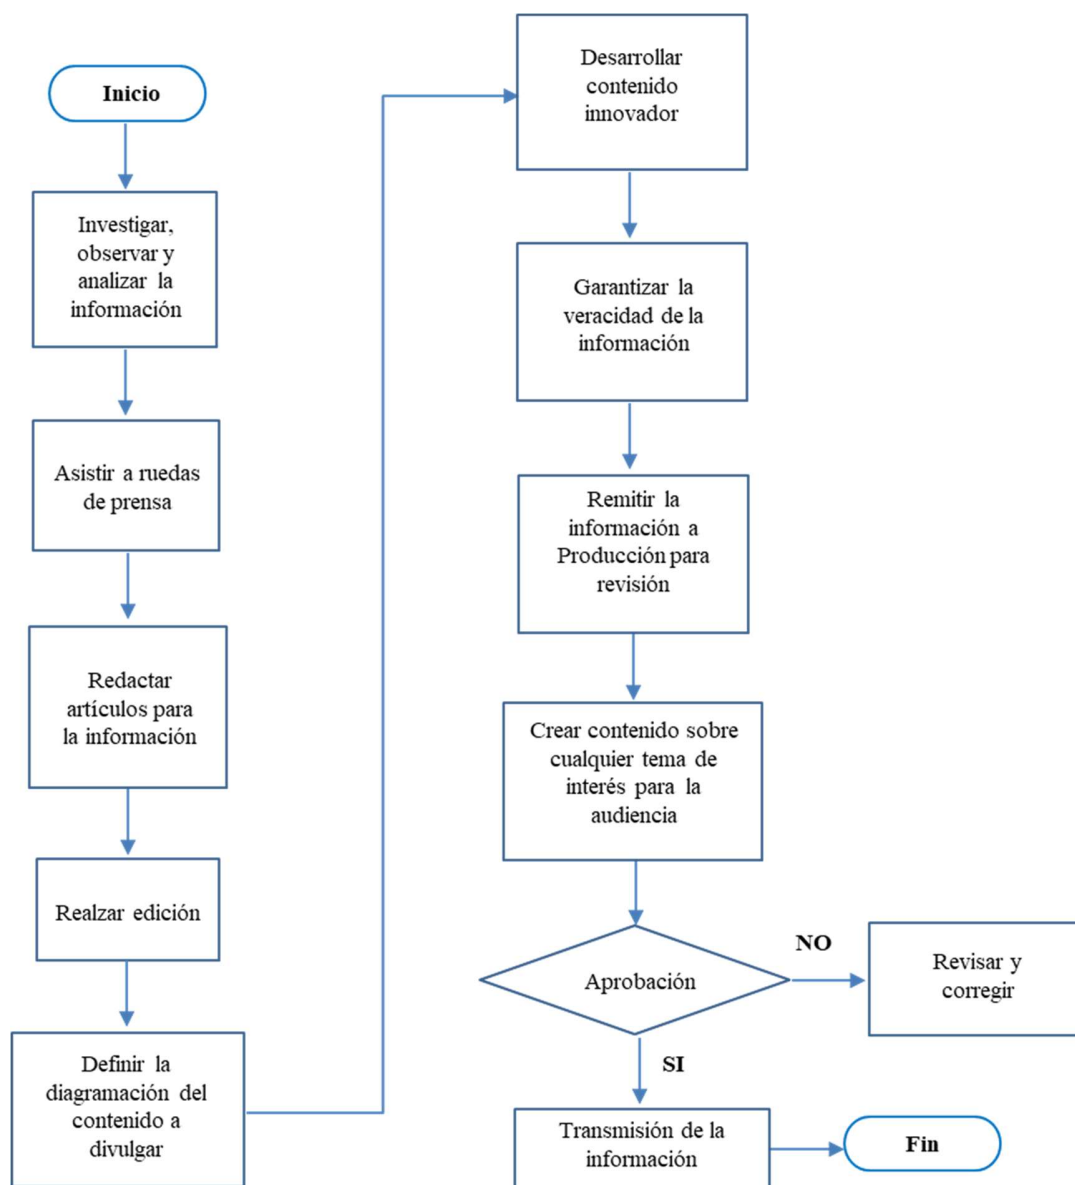 Inicio
Investigar,
observar y
analizar la
información
Asistir a ruedas
de prensa
Redactar
artículos para
la información
Realzar edición
Definir la
diagramación del
contenido a
divulgar
Desarrollar
contenido
innovador
Garantizar la
veracidad de la
información
Remitir la
información a
Producción para
revisión
Crear contenido sobre
cualquier tema de
interés para la
audiencia
Aprobación
NO
Revisar y
corregir
SI
Transmisión de la
información
Fin